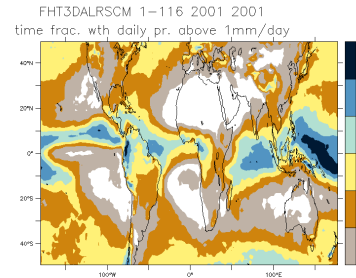 FHT3DALRSCM 1-116 2001 2001
time frac. wth daily pr. above 1mm/day
40°N
20°N
0°
20°S
40°S
100°W 0° 100°E